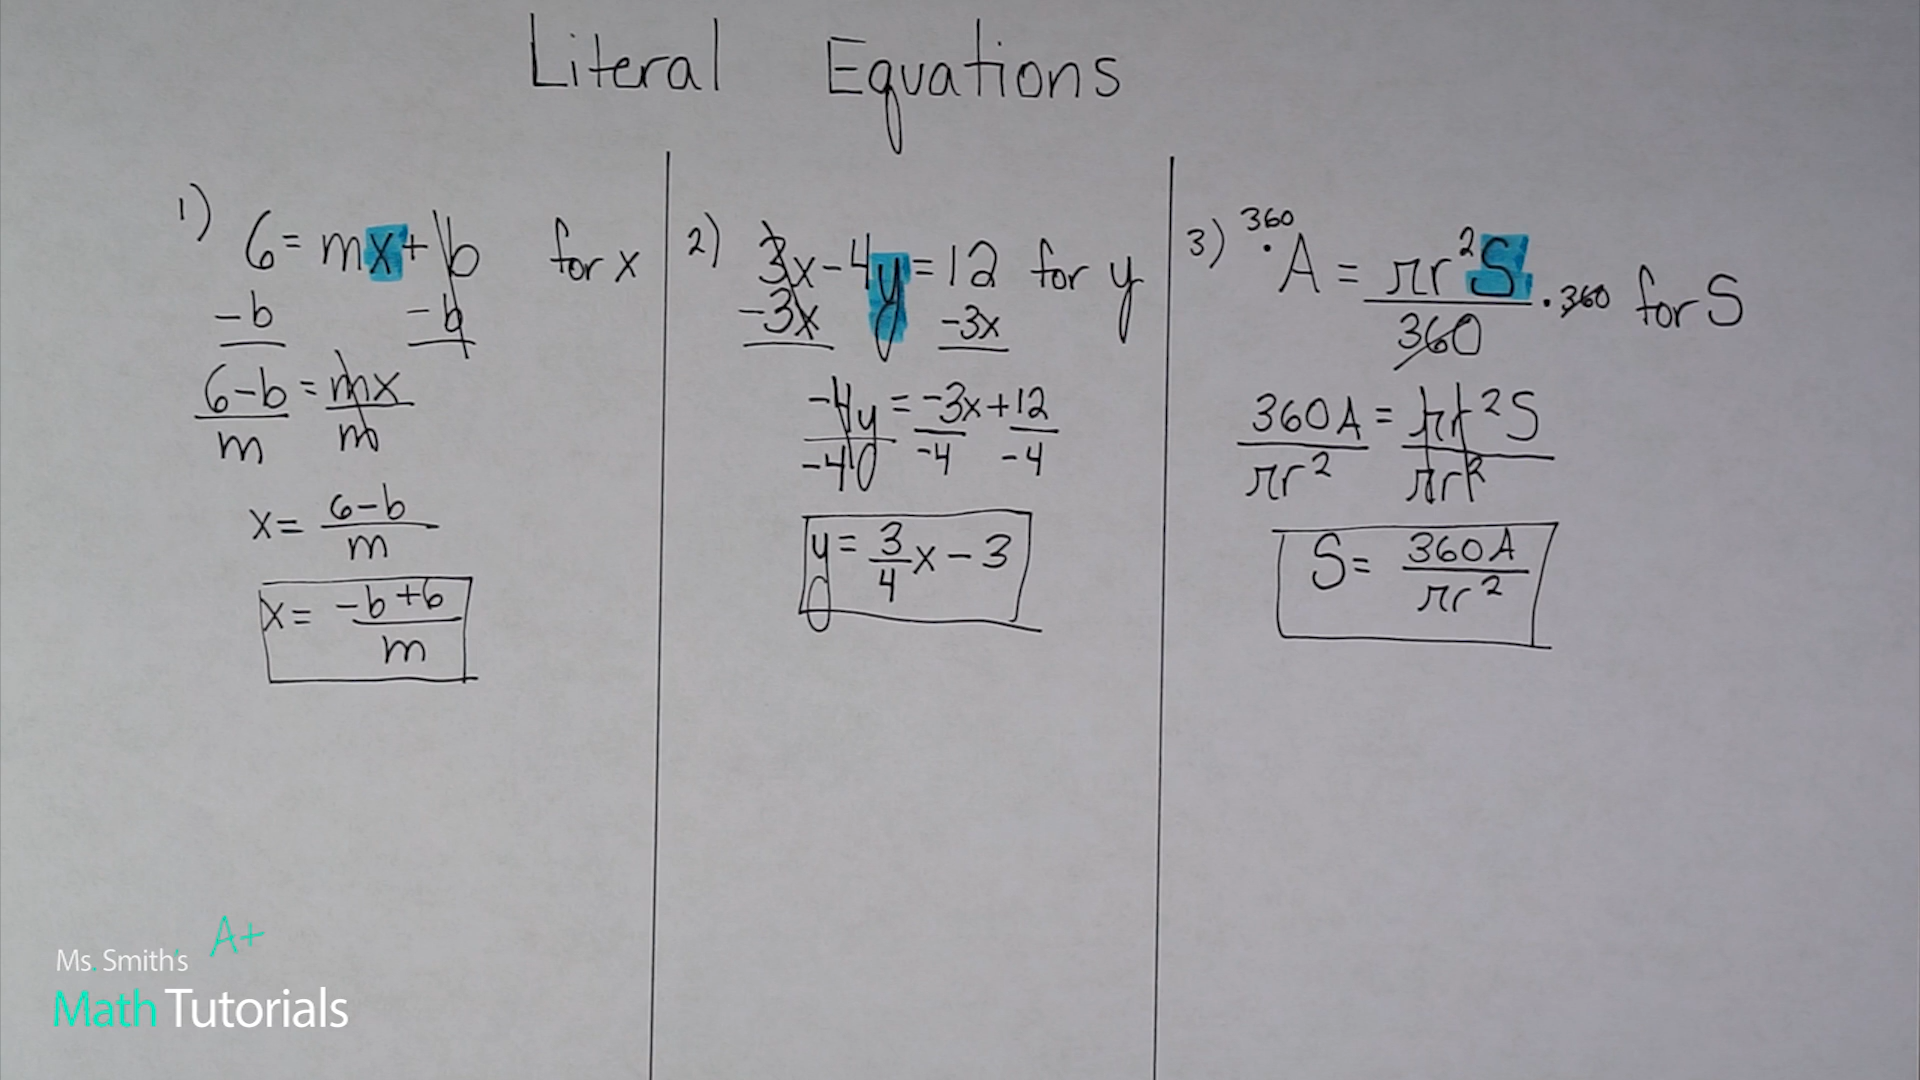 Literal Equations
1) 6 = mx + b for x
-b -b
6-b = mx
m m
x = 6-b
m
x = -b+6
m
2) 3x-4y = 12 for y
-3x -3x
-4y = -3x+12
-4 -4 -4
y = 3/4 x - 3
3) 360 · A = πr²S · 360 for S
360
360A = πr²S
πr² πr²
S = 360A
πr²
Ms. Smith's A+
Math Tutorials